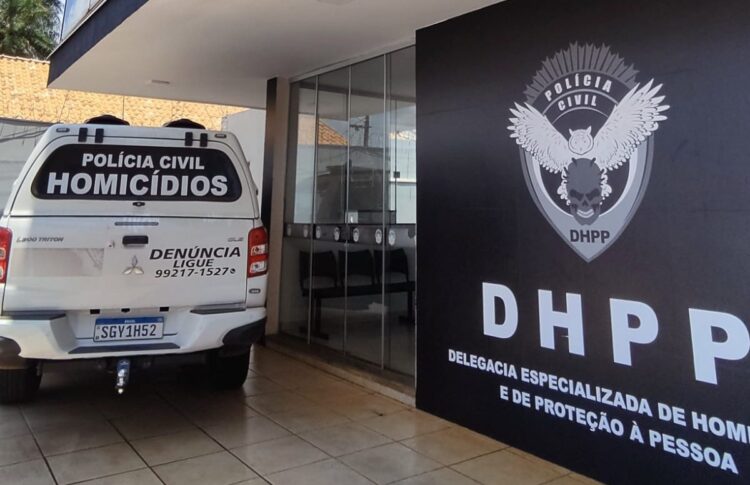 POLÍCIA CIVIL
HOMICÍDIOS
L200 TRITON
DENÚNCIA
LIGUE
99217-1527
SGY1H52
POLÍCIA
CIVIL
DHPP
DHPP
DELEGACIA ESPECIALIZADA DE HOM
E DE PROTEÇÃO À PESSOA